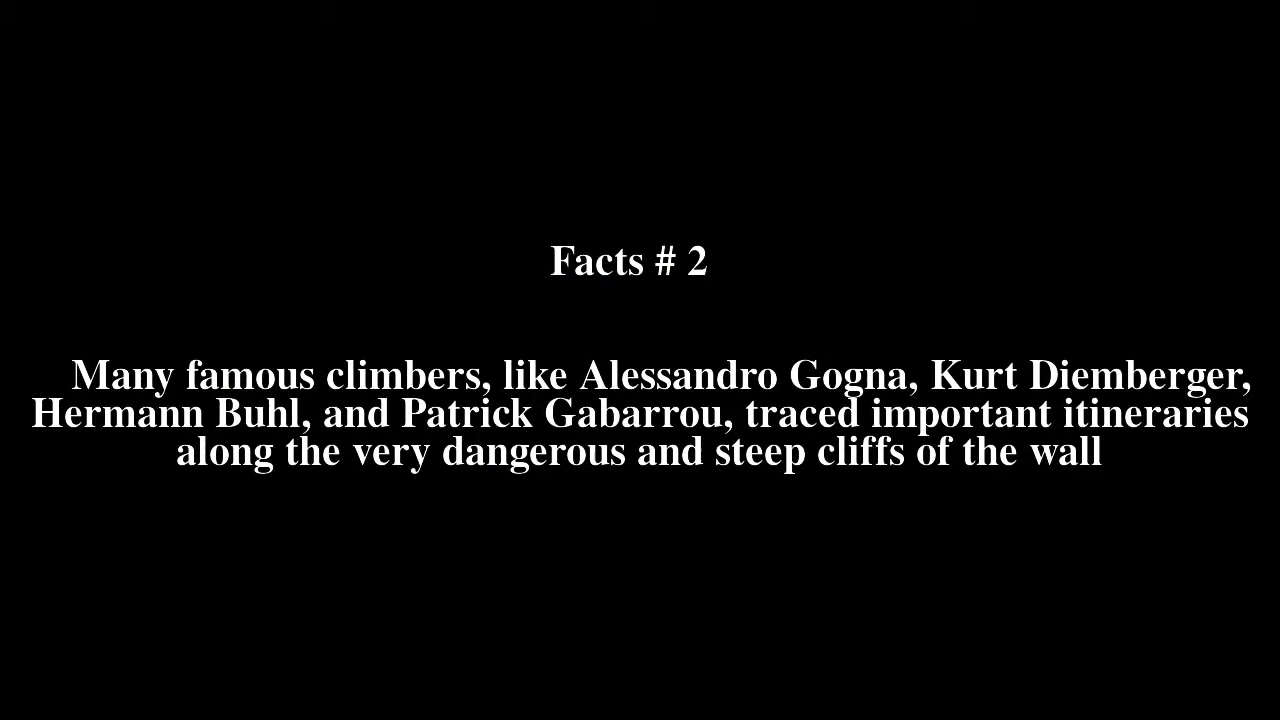 Facts # 2
Many famous climbers, like Alessandro Gogna, Kurt Diemberger,
Hermann Buhl, and Patrick Gabarrou, traced important itineraries
along the very dangerous and steep cliffs of the wall